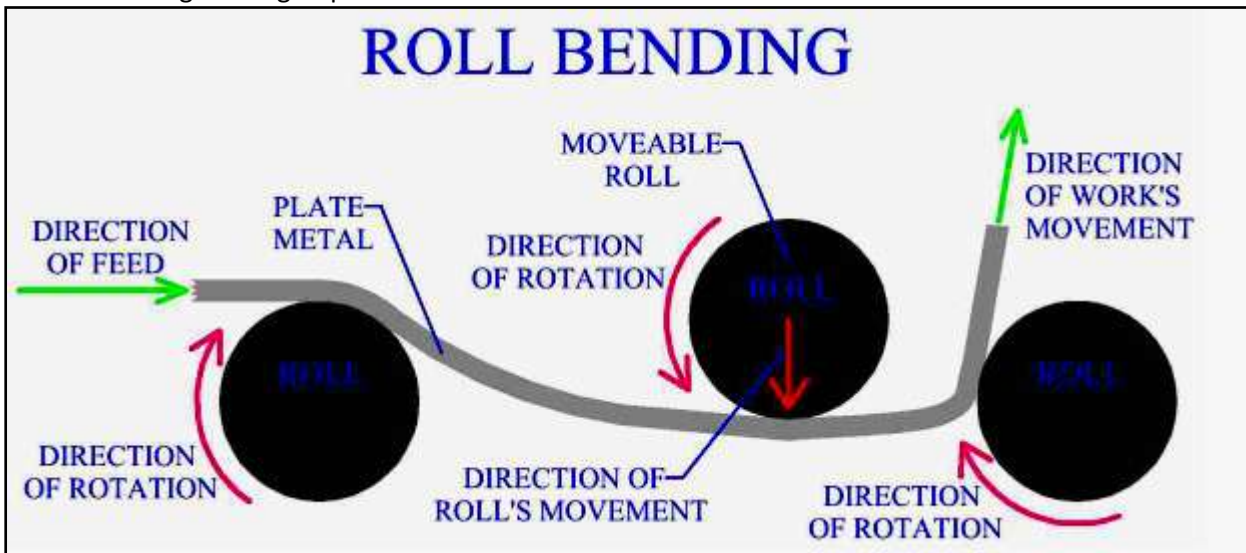 ROLL BENDING
MOVEABLE
ROLL
DIRECTION
OF WORK'S
MOVEMENT
PLATE
METAL
DIRECTION
OF FEED
DIRECTION
OF ROTATION
ROLL
ROLL
ROLL
DIRECTION
OF ROTATION
DIRECTION OF
ROLL'S MOVEMENT
DIRECTION
OF ROTATION